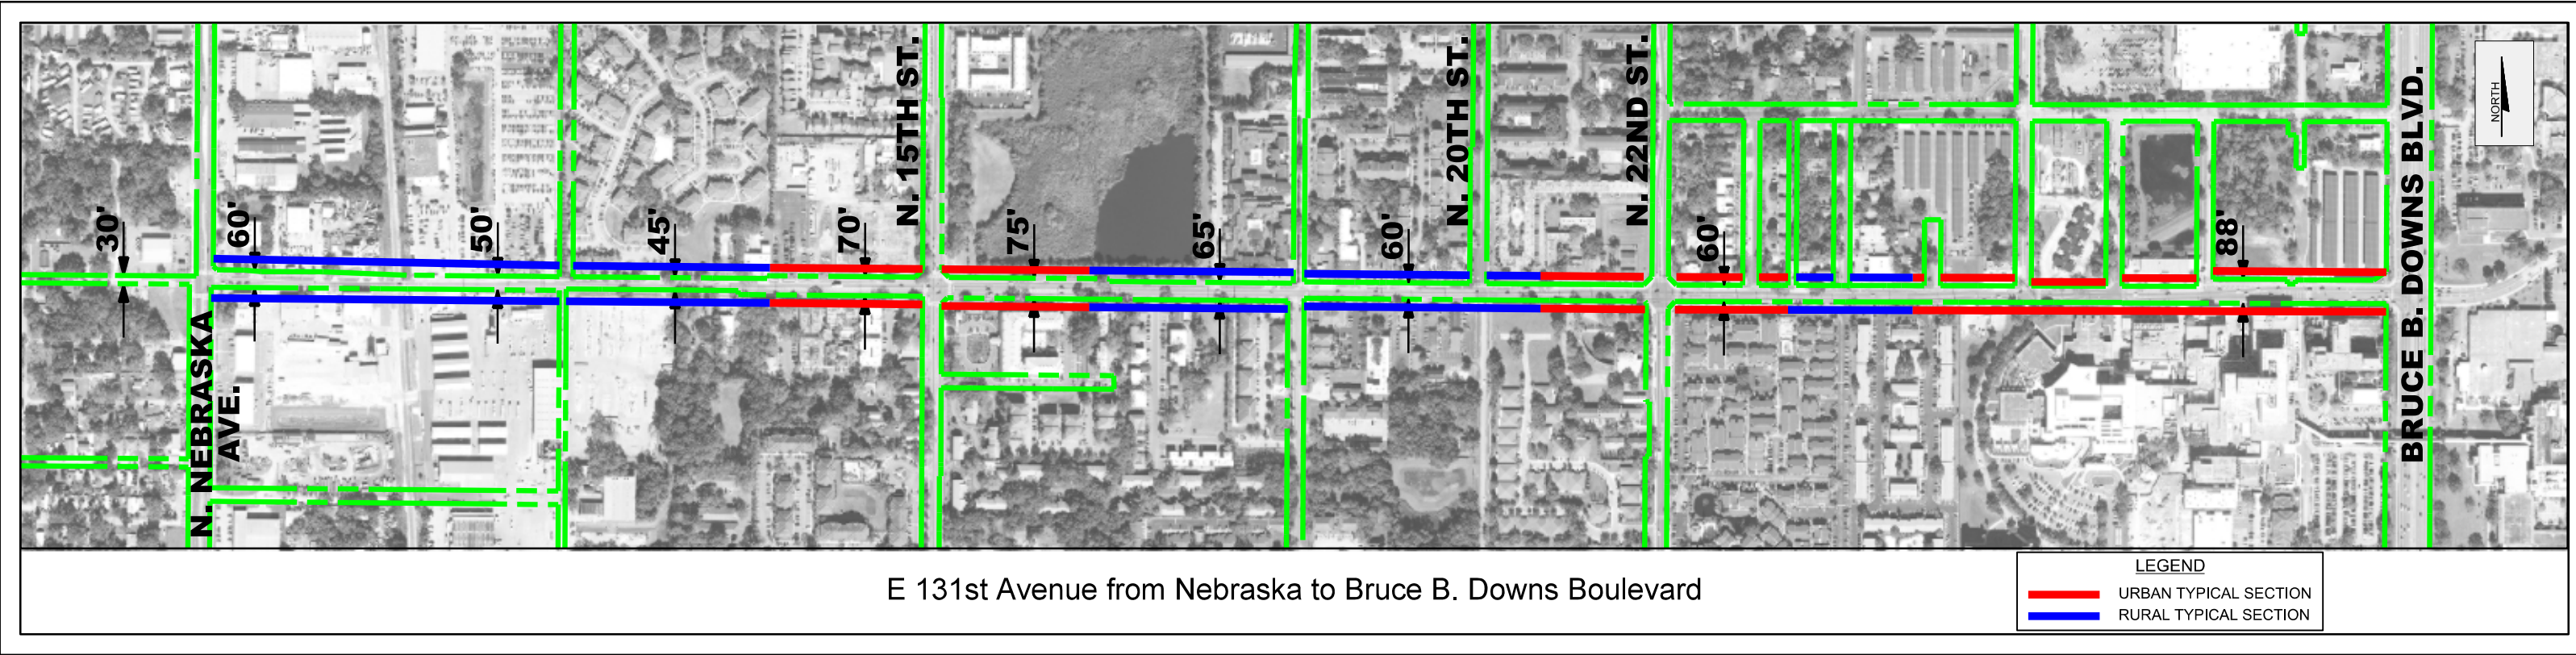 N. 15TH ST.
N. 20TH ST.
N. 22ND ST.
BRUCE B. DOWNS BLVD.
NORTH
30'
60'
50'
45'
70'
75'
65'
60'
60'
88'
N. NEBRASKA
AVE.
E 131st Avenue from Nebraska to Bruce B. Downs Boulevard
LEGEND
URBAN TYPICAL SECTION
RURAL TYPICAL SECTION